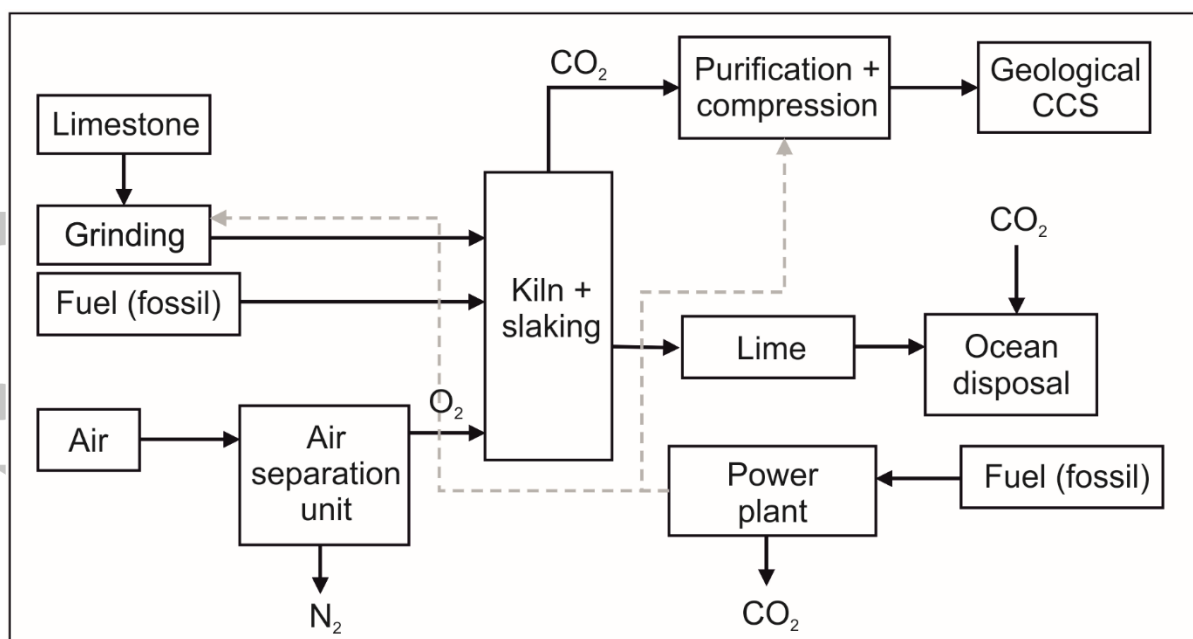 CO₂
Purification +
compression
Geological
CCS
Limestone
Grinding
Fuel (fossil)
Kiln +
slaking
CO₂
Lime
Ocean
disposal
Air
Air
separation
unit
O₂
N₂
Power
plant
Fuel (fossil)
CO₂